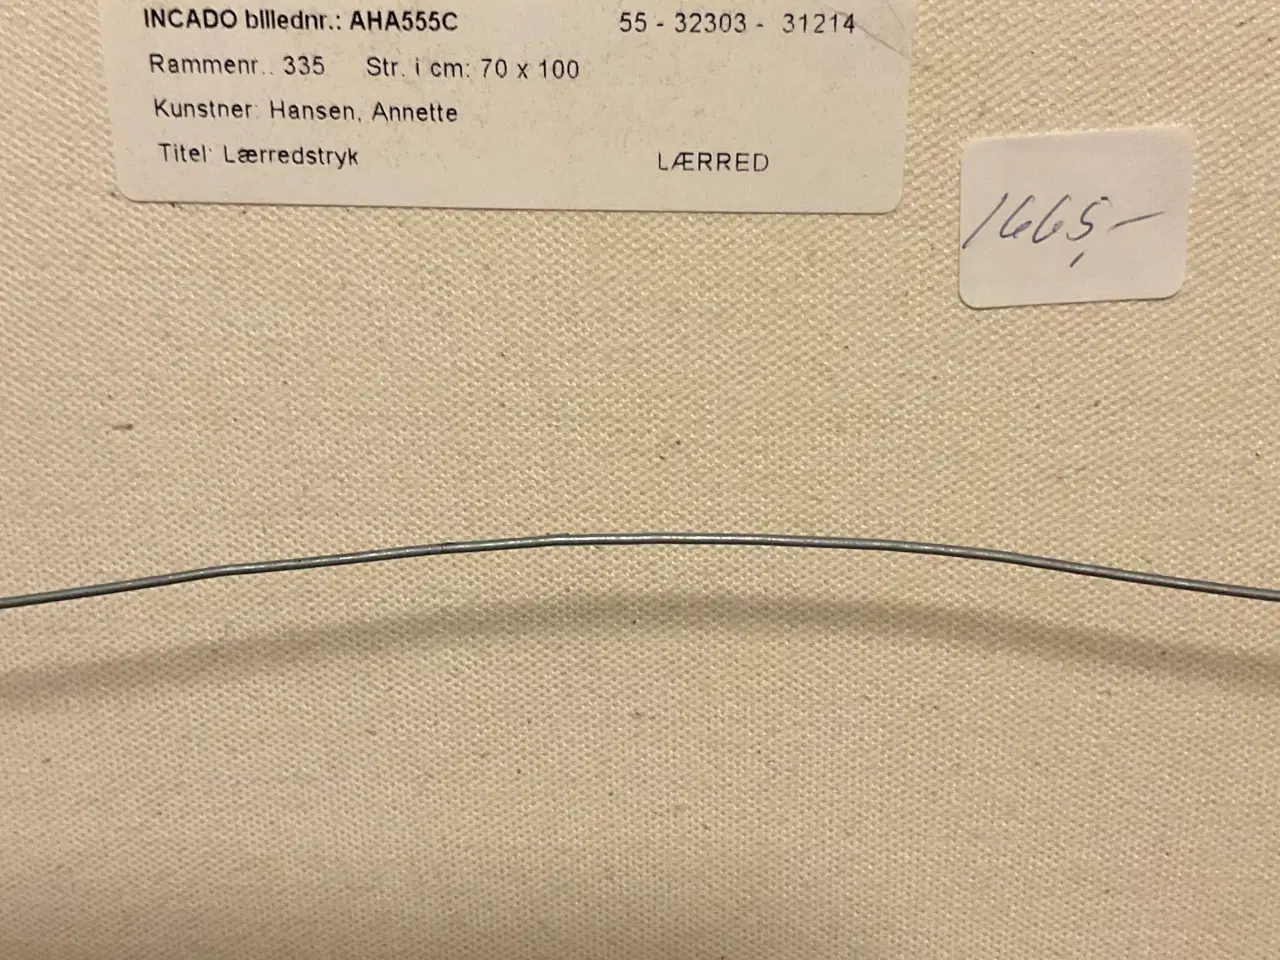 INCADO billednr.: AHA555C 55 - 32303 - 31214
Rammenr.. 335 Str. i cm: 70 x 100
Kunstner: Hansen, Annette
Titel: Lærredstryk LÆRRED
1665,-